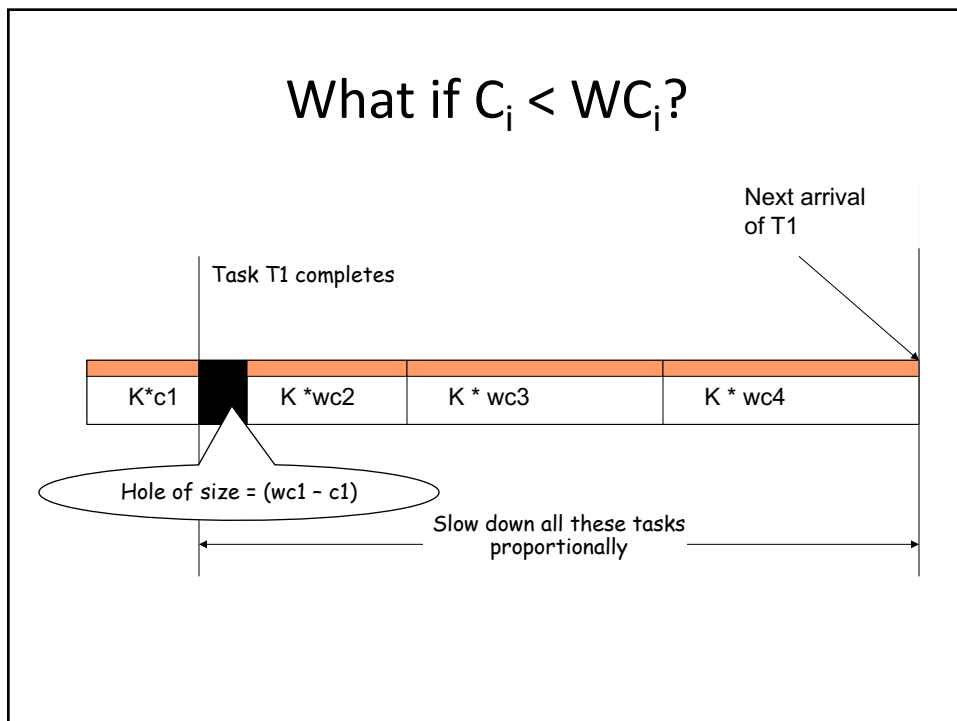 What if Cᵢ < WCᵢ?
Next arrival
of T1
Task T1 completes
K*c1
K *wc2
K * wc3
K * wc4
Hole of size = (wc1 – c1)
Slow down all these tasks
proportionally